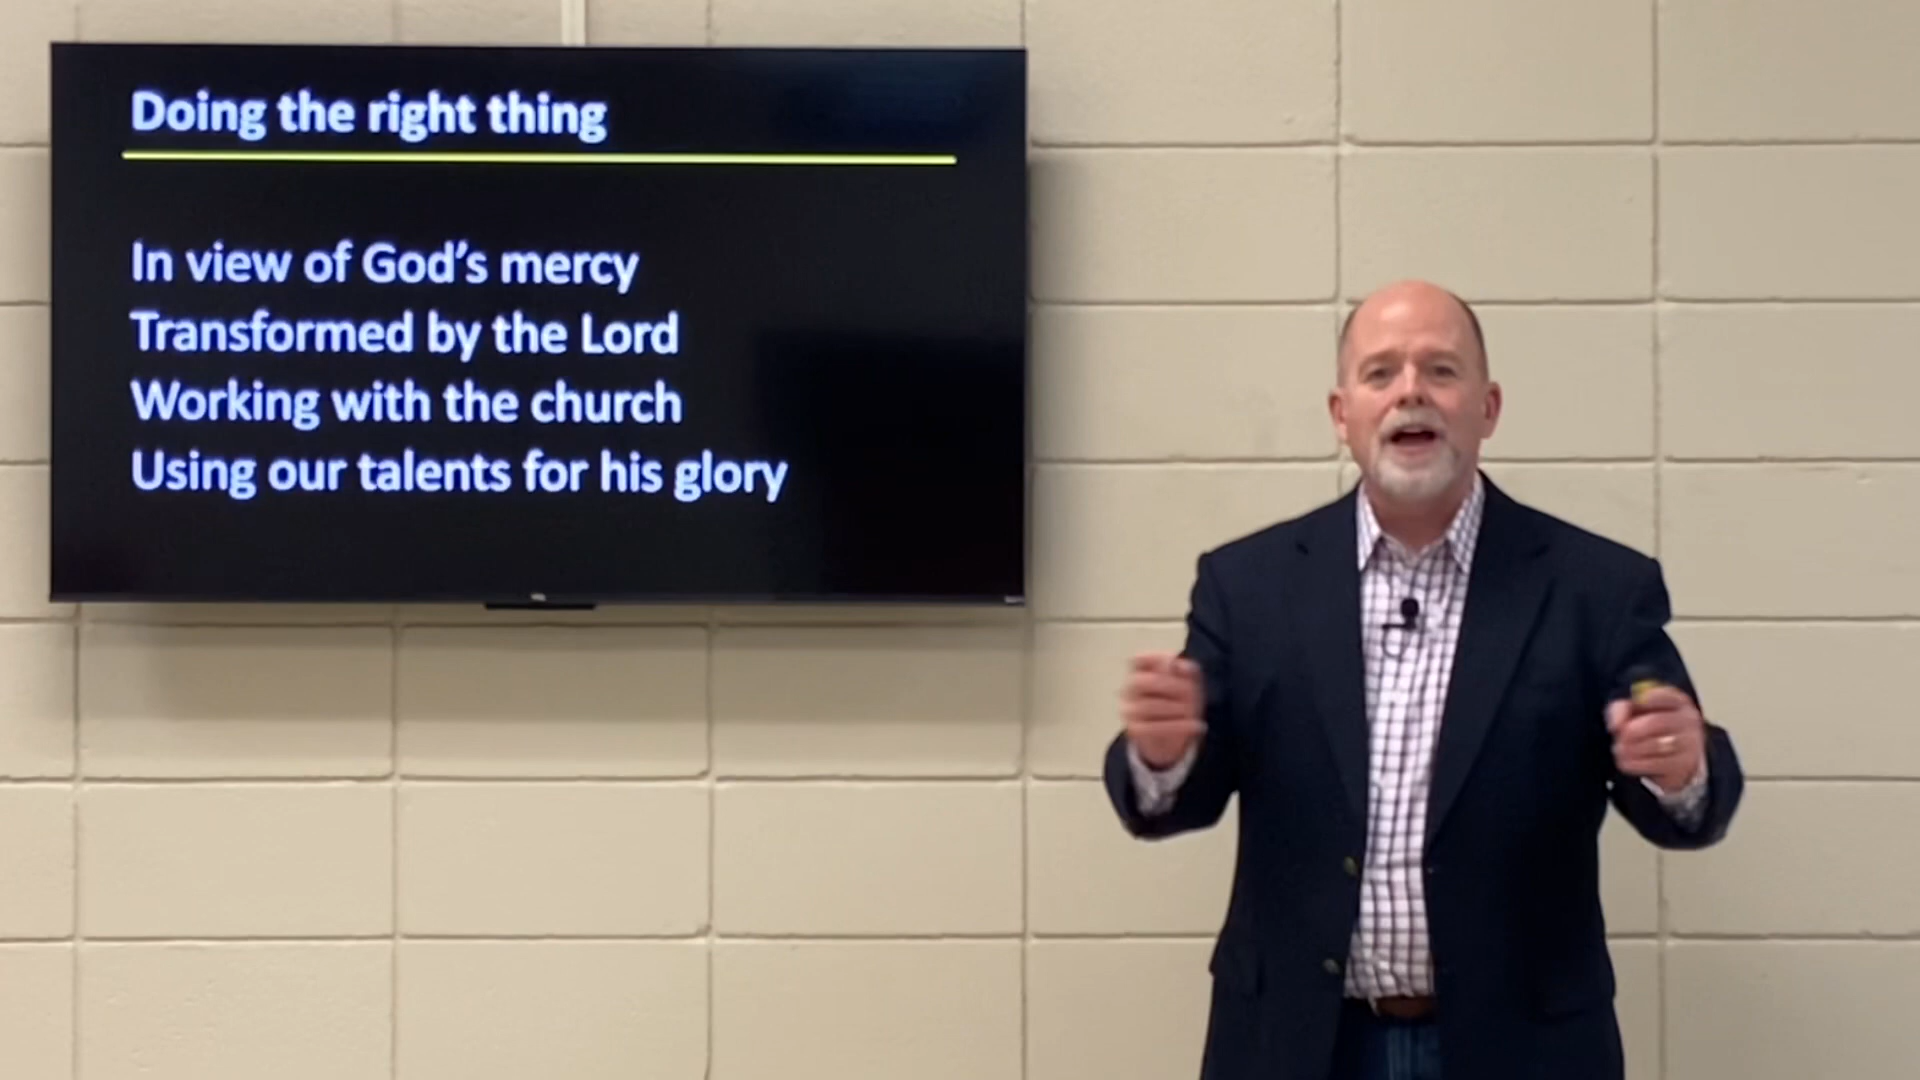 Doing the right thing
In view of God's mercy
Transformed by the Lord
Working with the church
Using our talents for his glory